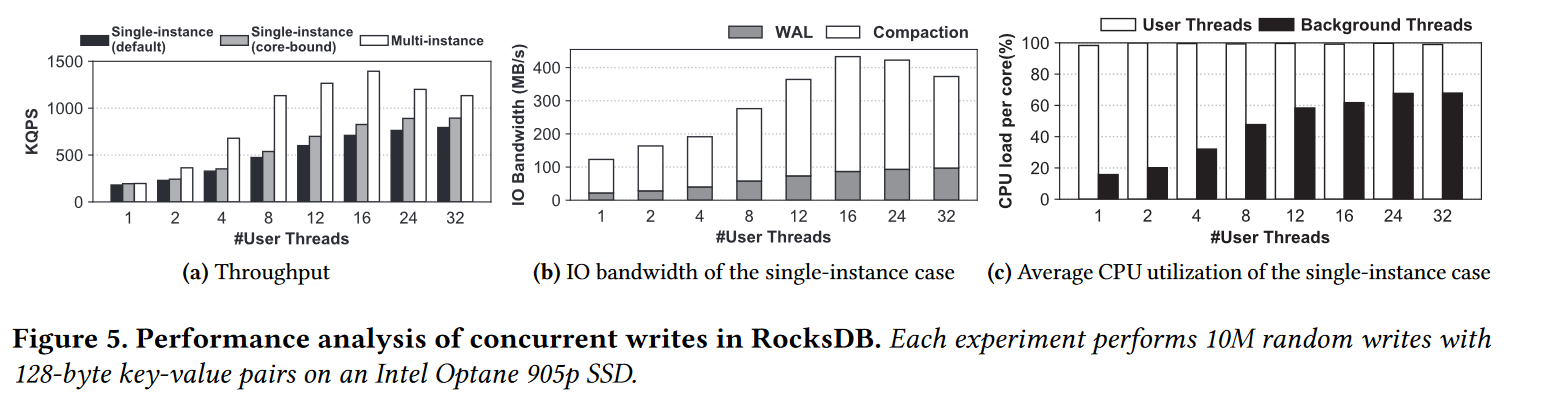 Single-instance (default)
Single-instance (core-bound)
Multi-instance
KQPS
1500
1000
500
0
1 2 4 8 12 16 24 32
#User Threads
(a) Throughput
WAL Compaction
IO Bandwidth (MB/s)
400
300
200
100
0
1 2 4 8 12 16 24 32
#User Threads
(b) IO bandwidth of the single-instance case
User Threads Background Threads
CPU load per core(%)
100
80
60
40
20
0
1 2 4 8 12 16 24 32
#User Threads
(c) Average CPU utilization of the single-instance case
Figure 5. Performance analysis of concurrent writes in RocksDB. Each experiment performs 10M random writes with
128-byte key-value pairs on an Intel Optane 905p SSD.